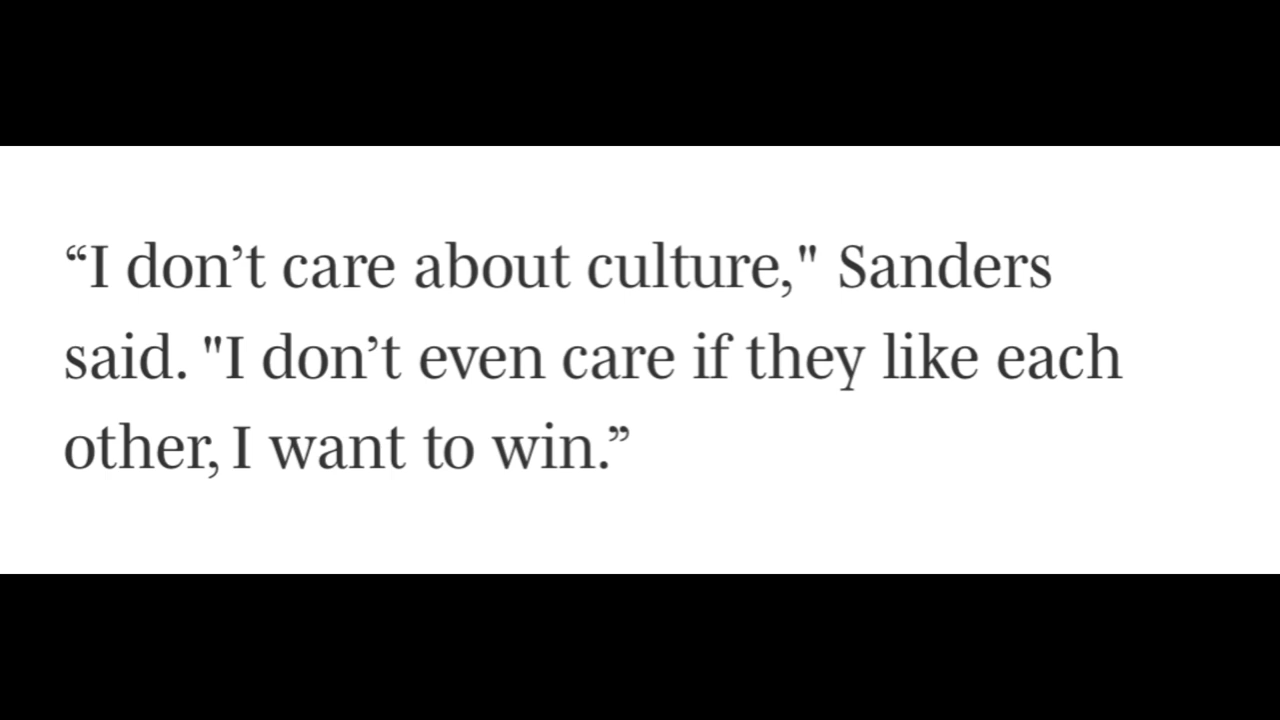 “I don’t care about culture," Sanders
said. "I don’t even care if they like each
other, I want to win.”